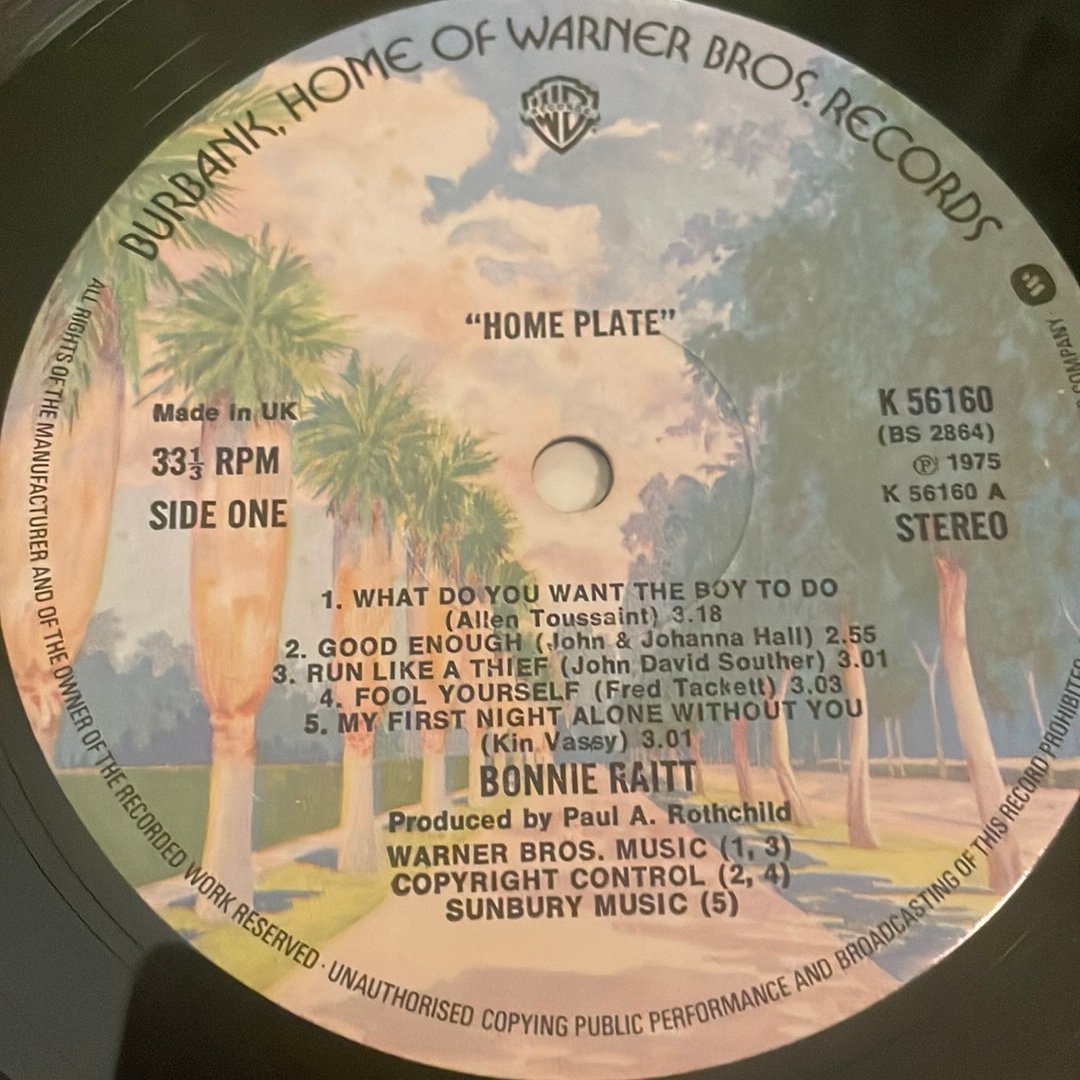 BURBANK, HOME OF WARNER BROS. RECORDS
"HOME PLATE"
Made in UK
33⅓ RPM
SIDE ONE
K 56160
(BS 2864)
℗ 1975
K 56160 A
STEREO
1. WHAT DO YOU WANT THE BOY TO DO
(Allen Toussaint) 3.18
2. GOOD ENOUGH (John & Johanna Hall) 2.55
3. RUN LIKE A THIEF (John David Souther) 3.01
4. FOOL YOURSELF (Fred Tackett) 3.03
5. MY FIRST NIGHT ALONE WITHOUT YOU
(Kin Vassy) 3.01
BONNIE RAITT
Produced by Paul A. Rothchild
WARNER BROS. MUSIC (1, 3)
COPYRIGHT CONTROL (2, 4)
SUNBURY MUSIC (5)
ALL RIGHTS OF THE MANUFACTURER AND OF THE OWNER OF THE RECORDED WORK RESERVED · UNAUTHORISED COPYING PUBLIC PERFORMANCE AND BROADCASTING OF THIS RECORD PROHIBITED
COMPANY